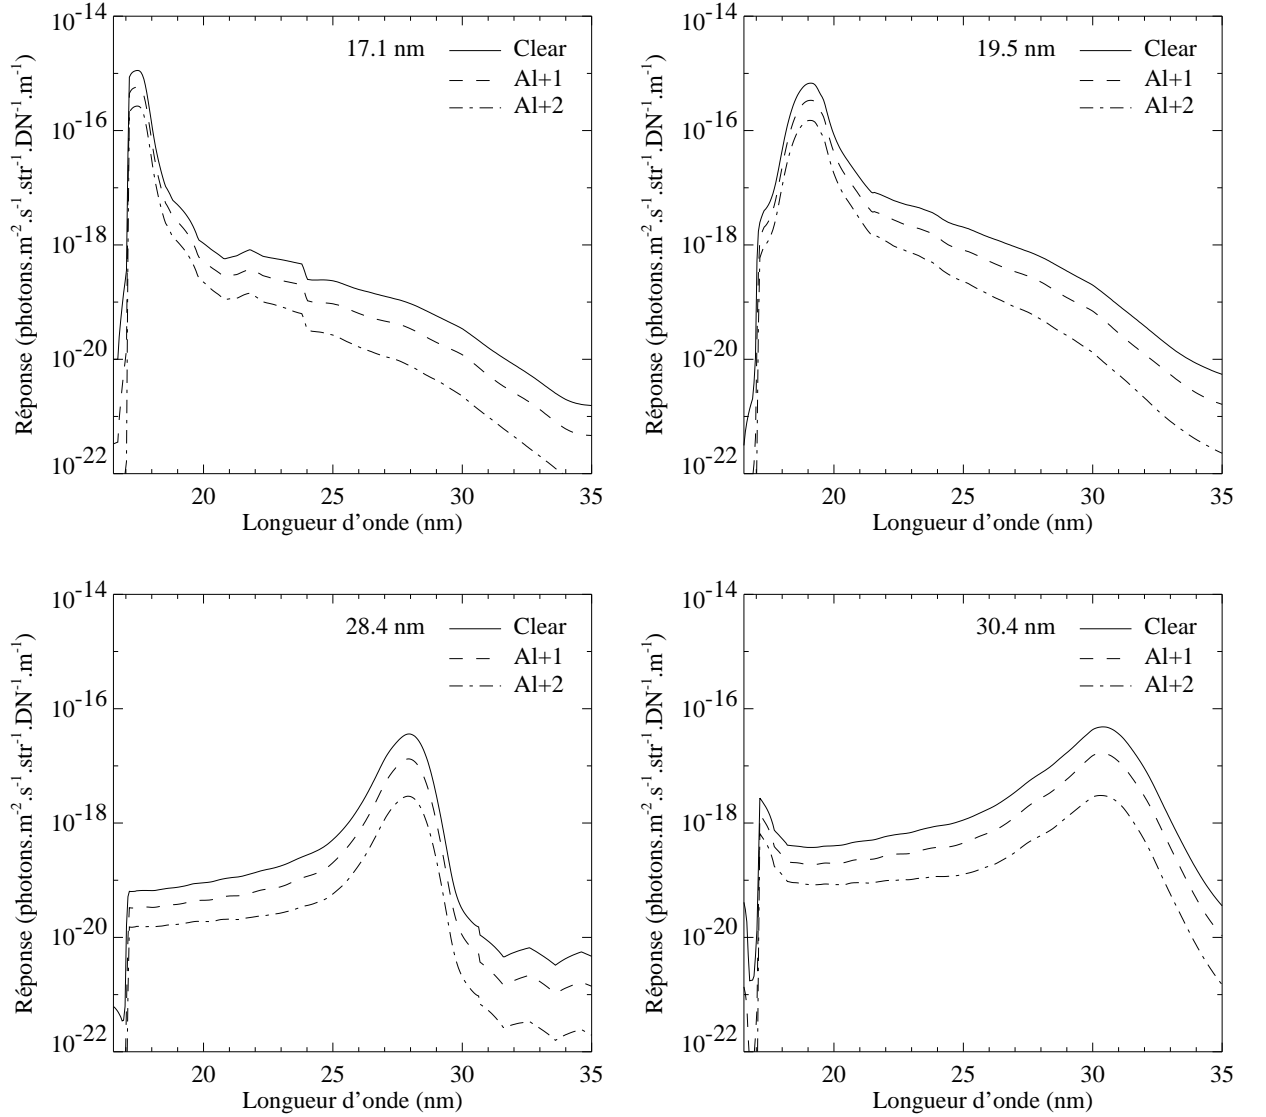 17.1 nm
Clear
Al+1
Al+2
10-14
10-16
10-18
10-20
10-22
20 25 30 35
Longueur d’onde (nm)
Réponse (photons.m-2.s-1.str-1.DN-1.m-1)
19.5 nm
Clear
Al+1
Al+2
10-14
10-16
10-18
10-20
10-22
20 25 30 35
Longueur d’onde (nm)
Réponse (photons.m-2.s-1.str-1.DN-1.m-1)
28.4 nm
Clear
Al+1
Al+2
10-14
10-16
10-18
10-20
10-22
20 25 30 35
Longueur d’onde (nm)
Réponse (photons.m-2.s-1.str-1.DN-1.m-1)
30.4 nm
Clear
Al+1
Al+2
10-14
10-16
10-18
10-20
10-22
20 25 30 35
Longueur d’onde (nm)
Réponse (photons.m-2.s-1.str-1.DN-1.m-1)